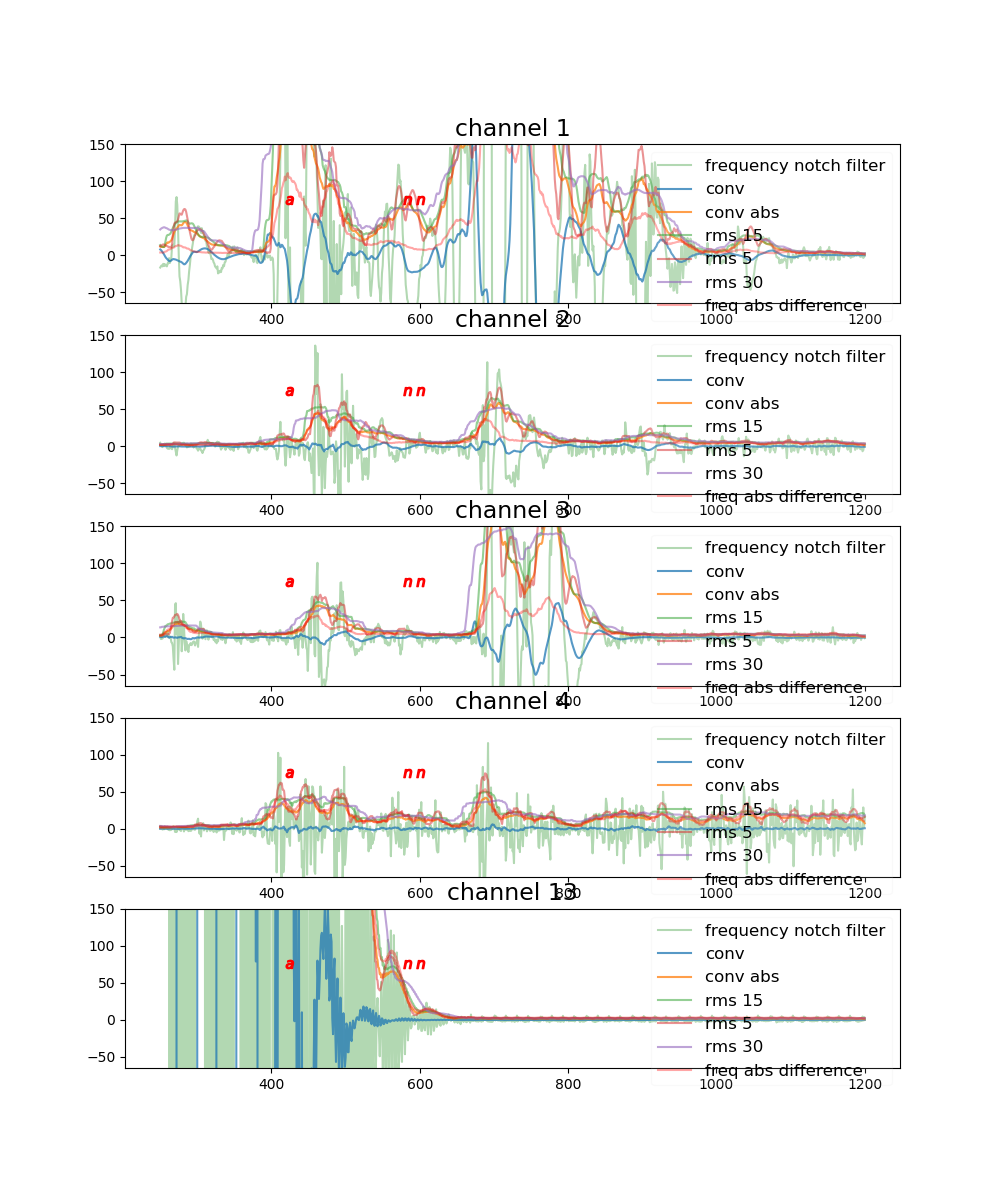 channel 1
150
100
50
0
−50
a
n n
frequency notch filter
conv
conv abs
rms 15
rms 5
rms 30
freq abs difference
400 600 800 1000 1200
channel 2
150
100
50
0
−50
a
n n
frequency notch filter
conv
conv abs
rms 15
rms 5
rms 30
freq abs difference
400 600 800 1000 1200
channel 3
150
100
50
0
−50
a
n n
frequency notch filter
conv
conv abs
rms 15
rms 5
rms 30
freq abs difference
400 600 800 1000 1200
channel 4
150
100
50
0
−50
a
n n
frequency notch filter
conv
conv abs
rms 15
rms 5
rms 30
freq abs difference
400 600 800 1000 1200
channel 13
150
100
50
0
−50
a
n n
frequency notch filter
conv
conv abs
rms 15
rms 5
rms 30
freq abs difference
400 600 800 1000 1200